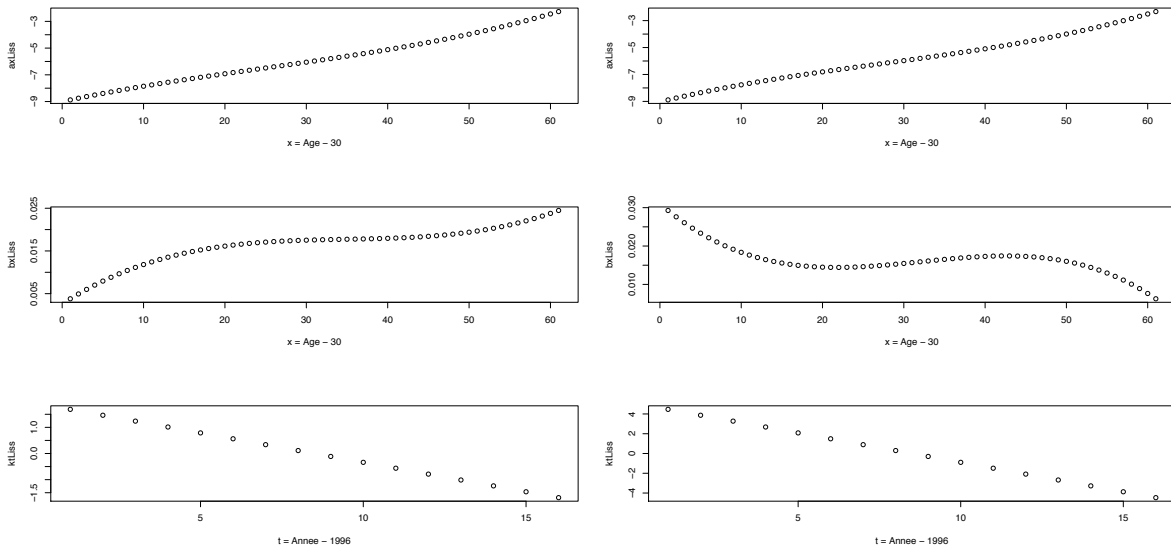 axLiss
-3
-5
-7
-9
0 10 20 30 40 50 60
x = Age − 30
axLiss
-3
-5
-7
-9
0 10 20 30 40 50 60
x = Age − 30
bxLiss
0.025
0.015
0.005
0 10 20 30 40 50 60
x = Age − 30
bxLiss
0.030
0.020
0.010
0 10 20 30 40 50 60
x = Age − 30
ktLiss
1.0
0.0
-1.5
5 10 15
t = Annee − 1996
ktLiss
4
2
0
-2
-4
5 10 15
t = Annee − 1996